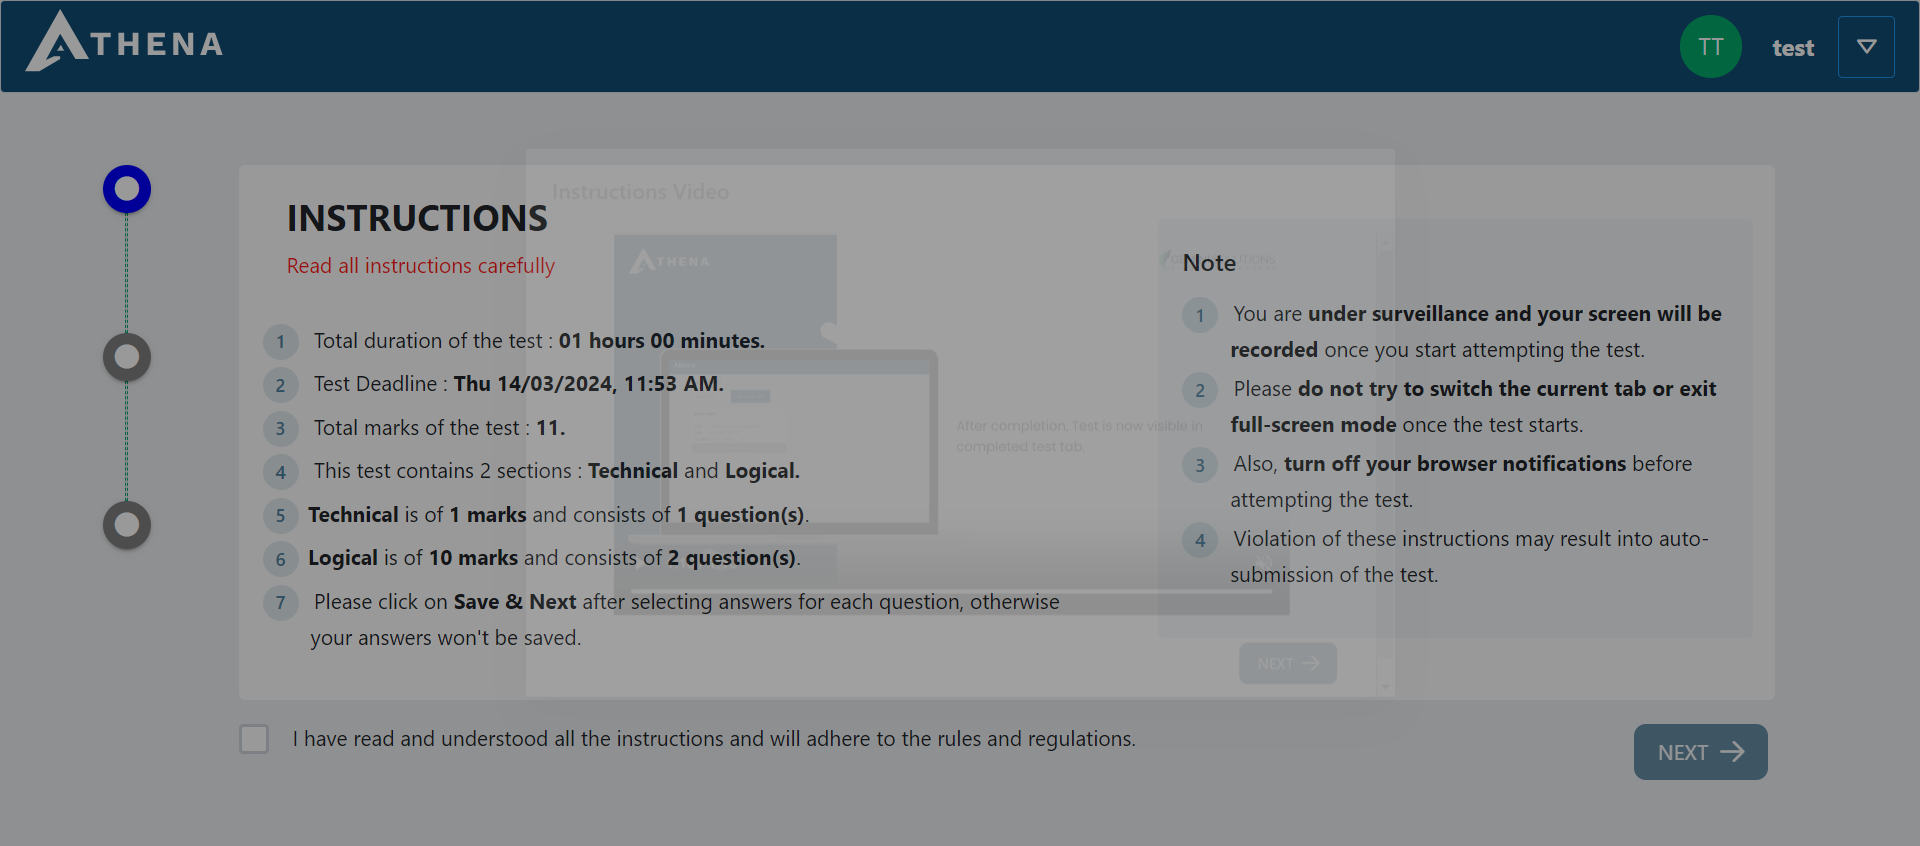 ATHENA
TT
test
Instructions Video
INSTRUCTIONS
Read all instructions carefully
1 Total duration of the test : 01 hours 00 minutes.
2 Test Deadline : Thu 14/03/2024, 11:53 AM.
3 Total marks of the test : 11.
4 This test contains 2 sections : Technical and Logical.
5 Technical is of 1 marks and consists of 1 question(s).
6 Logical is of 10 marks and consists of 2 question(s).
7 Please click on Save & Next after selecting answers for each question, otherwise
your answers won't be saved.
ATHENA
After completion, Test is now visible in
completed test tab.
NEXT
Note
1 You are under surveillance and your screen will be
recorded once you start attempting the test.
2 Please do not try to switch the current tab or exit
full-screen mode once the test starts.
3 Also, turn off your browser notifications before
attempting the test.
4 Violation of these instructions may result into auto-
submission of the test.
I have read and understood all the instructions and will adhere to the rules and regulations.
NEXT